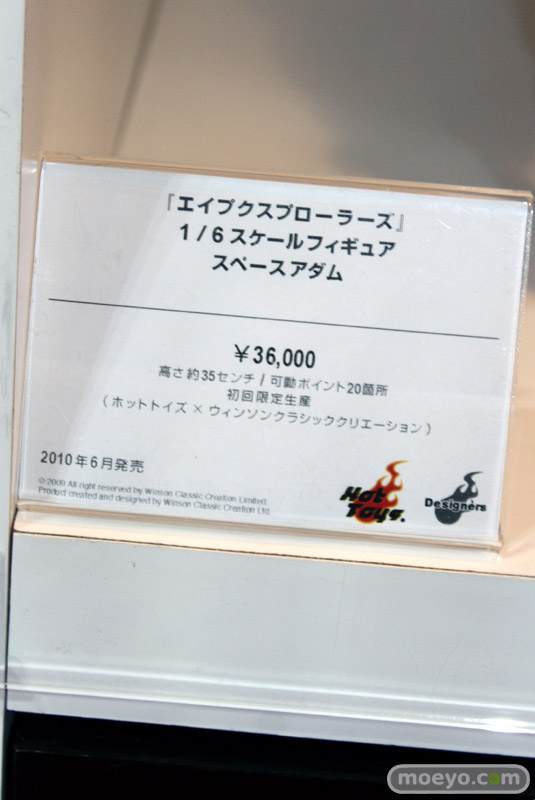 『エイプクスプローラーズ』
1/6スケールフィギュア
スペースアダム
￥36,000
高さ約35センチ / 可動ポイント20箇所
初回限定生産
（ホットトイズ × ウィンソンクラシッククリエーション）
2010年6月発売
© 2009 All right reserved by Winson Classic Creation Limited.
Product created and designed by Winson Classic Creation Ltd.
Hot
Toys.
Designers
moeyo.com